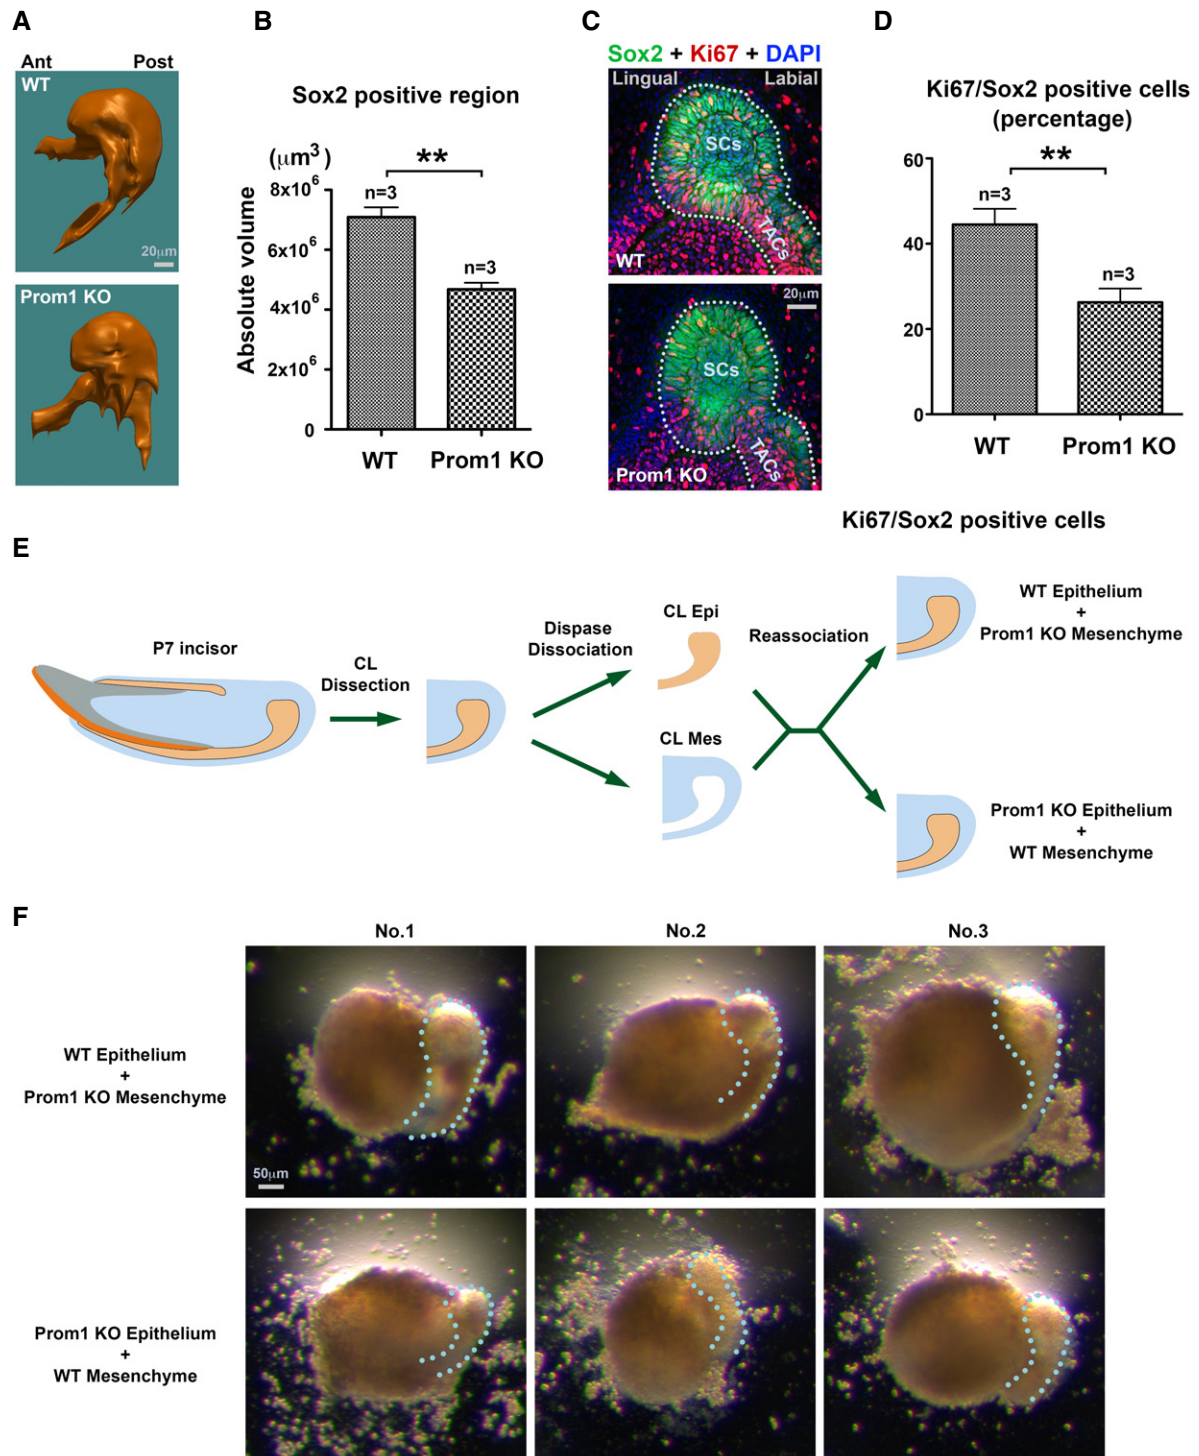 A
Ant Post
WT
20μm
Prom1 KO
B
Sox2 positive region
(μm³)
Absolute volume
8x10⁶
6x10⁶
4x10⁶
2x10⁶
0
**
n=3
n=3
WT Prom1 KO
C
Sox2 + Ki67 + DAPI
Lingual Labial
SCs
TACs
WT
20μm
SCs
TACs
Prom1 KO
D
Ki67/Sox2 positive cells
(percentage)
60
40
20
0
**
n=3
n=3
WT Prom1 KO
Ki67/Sox2 positive cells
E
P7 incisor
CL
Dissection
Dispase
Dissociation
CL Epi
CL Mes
Reassociation
WT Epithelium
+
Prom1 KO Mesenchyme
Prom1 KO Epithelium
+
WT Mesenchyme
F
No.1 No.2 No.3
WT Epithelium
+
Prom1 KO Mesenchyme
50μm
Prom1 KO Epithelium
+
WT Mesenchyme